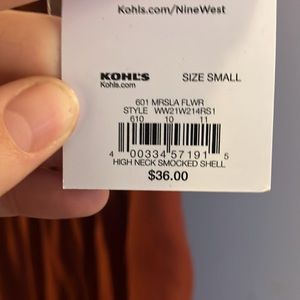 Kohls.com/NineWest
KOHL'S SIZE SMALL
Kohls.com
601 MRSLA FLWR
STYLE WW21W214RS1
610 10 11
4 00334 57191 5
HIGH NECK SMOCKED SHELL
$36.00